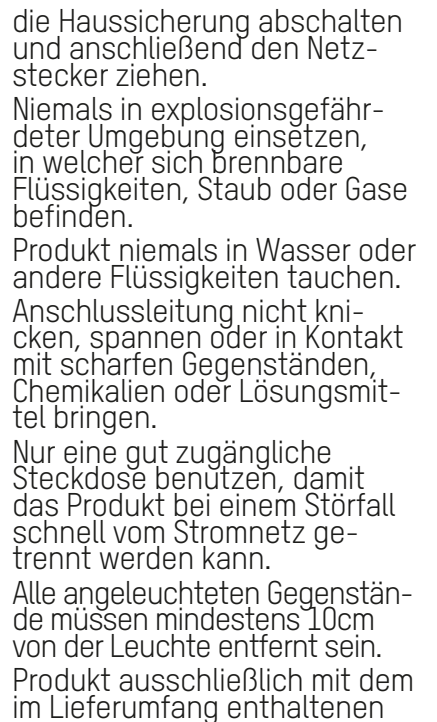 die Haussicherung abschalten
und anschließend den Netz-
stecker ziehen.
Niemals in explosionsgefähr-
deter Umgebung einsetzen,
in welcher sich brennbare
Flüssigkeiten, Staub oder Gase
befinden.
Produkt niemals in Wasser oder
andere Flüssigkeiten tauchen.
Anschlussleitung nicht kni-
cken, spannen oder in Kontakt
mit scharfen Gegenständen,
Chemikalien oder Lösungsmit-
tel bringen.
Nur eine gut zugängliche
Steckdose benutzen, damit
das Produkt bei einem Störfall
schnell vom Stromnetz ge-
trennt werden kann.
Alle angeleuchteten Gegenstän-
de müssen mindestens 10cm
von der Leuchte entfernt sein.
Produkt ausschließlich mit dem
im Lieferumfang enthaltenen